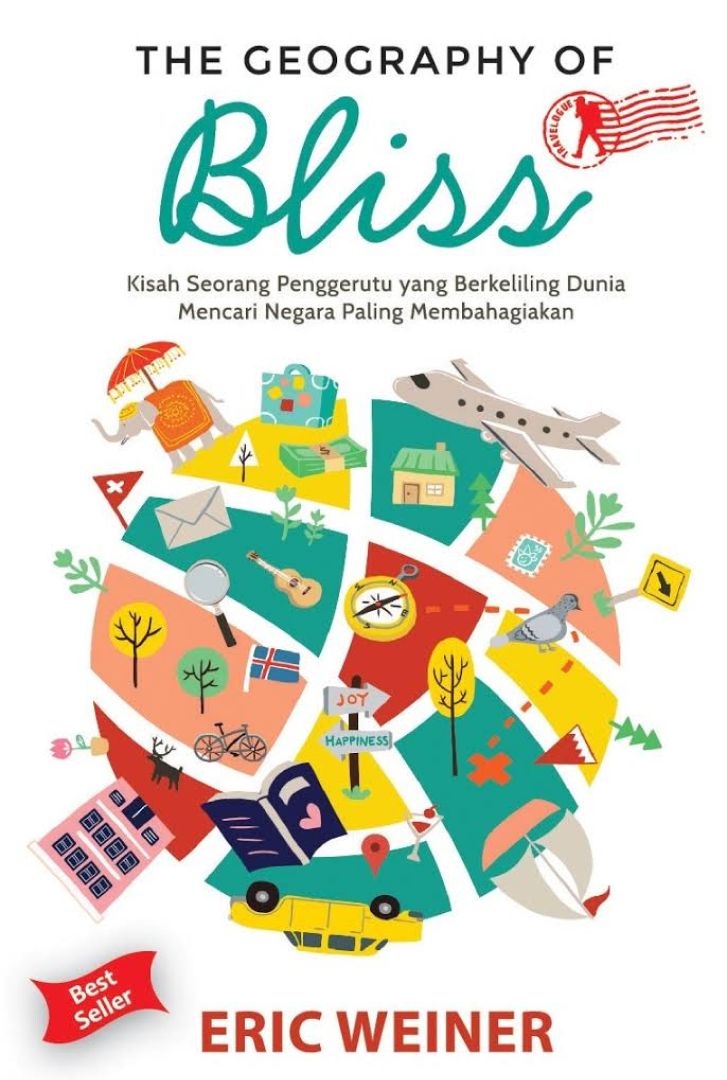 THE GEOGRAPHY OF
Bliss
TRAVELOGUE
Kisah Seorang Penggerutu yang Berkeliling Dunia
Mencari Negara Paling Membahagiakan
N
E
S
JOY
HAPPINESS
Best
Seller
ERIC WEINER